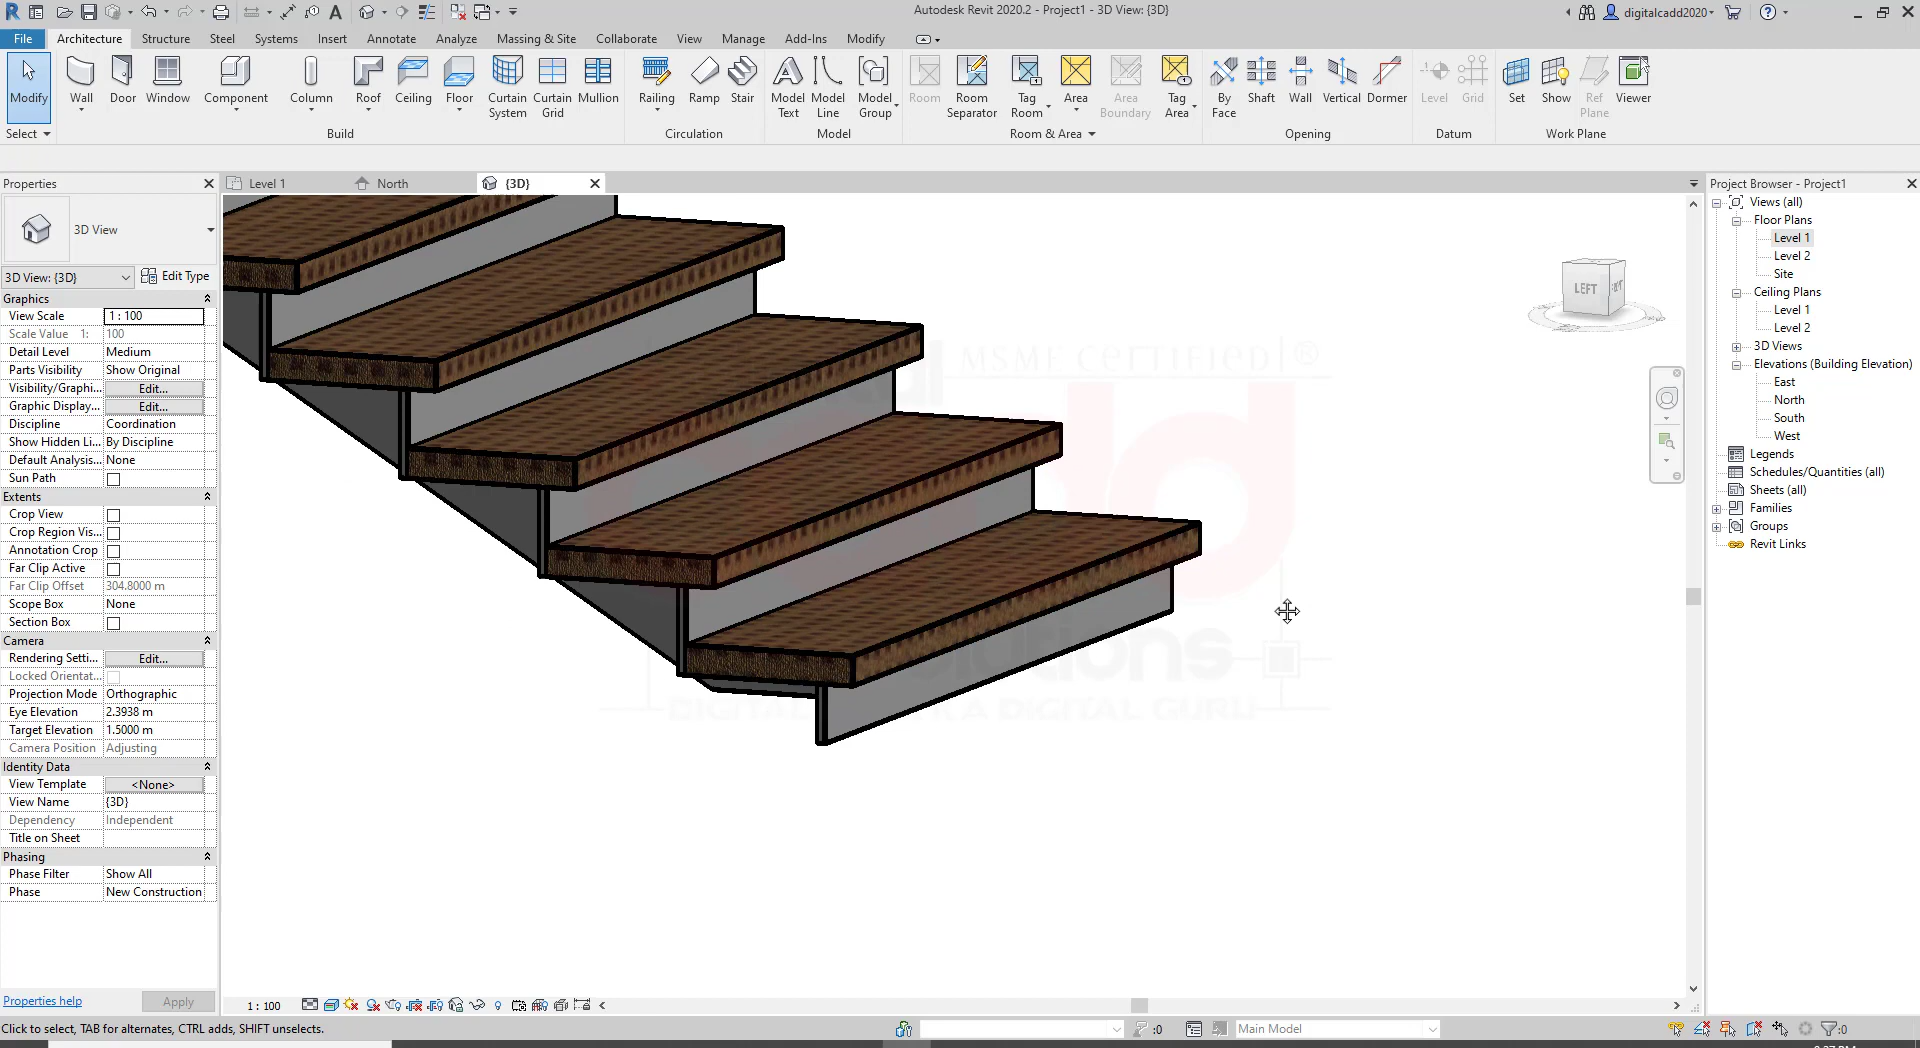 Autodesk Revit 2020.2 - Project1 - 3D View: {3D}
digitalcadd2020
File Architecture Structure Steel Systems Insert Annotate Analyze Massing & Site Collaborate View Manage Add-Ins Modify
Modify Wall Door Window Component Column Roof Ceiling Floor Curtain System Curtain Grid Mullion Railing Ramp Stair Model Text Model Line Model Group Room Room Separator Tag Room Area Area Boundary Tag Area By Face Shaft Wall Vertical Dormer Level Grid Set Show Ref Plane Viewer
Select Build Circulation Model Room & Area Opening Datum Work Plane
Properties
Level 1 North {3D}
Project Browser - Project1
3D View
3D View: {3D} Edit Type
Graphics
View Scale 1 : 100
Scale Value 1: 100
Detail Level Medium
Parts Visibility Show Original
Visibility/Graphi... Edit...
Graphic Display... Edit...
Discipline Coordination
Show Hidden Li... By Discipline
Default Analysis... None
Sun Path
Extents
Crop View
Crop Region Vis...
Annotation Crop
Far Clip Active
Far Clip Offset 304.8000 m
Scope Box None
Section Box
Camera
Rendering Setti... Edit...
Locked Orientat...
Projection Mode Orthographic
Eye Elevation 2.3938 m
Target Elevation 1.5000 m
Camera Position Adjusting
Identity Data
View Template <None>
View Name {3D}
Dependency Independent
Title on Sheet
Phasing
Phase Filter Show All
Phase New Construction
Properties help Apply
LEFT
MSME CERTIFIED
Views (all)
Floor Plans
Level 1
Level 2
Site
Ceiling Plans
Level 1
Level 2
3D Views
Elevations (Building Elevation)
East
North
South
West
Legends
Schedules/Quantities (all)
Sheets (all)
Families
Groups
Revit Links
1 : 100
Click to select, TAB for alternates, CTRL adds, SHIFT unselects.
:0
Main Model
:0